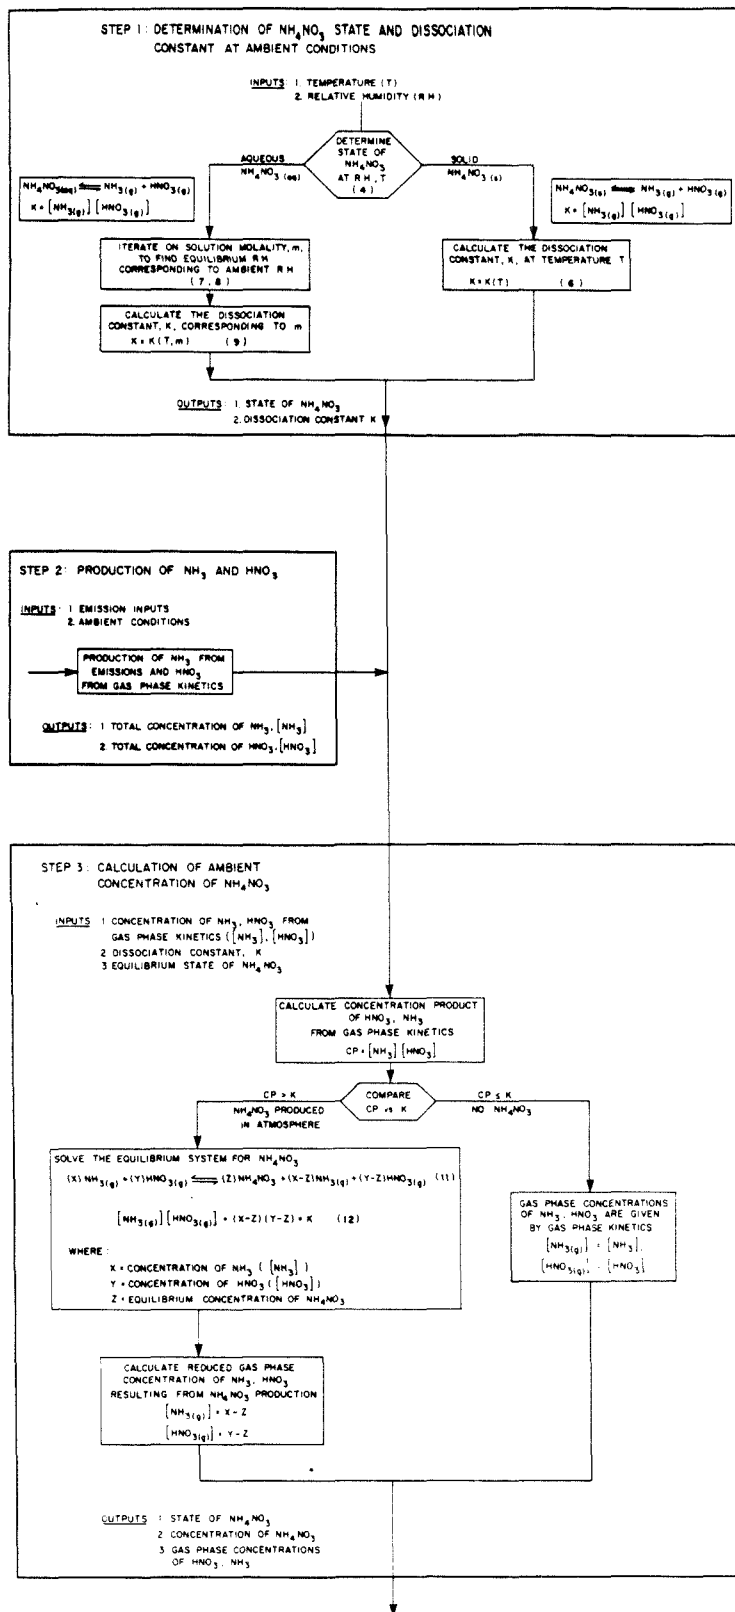 STEP 1: DETERMINATION OF NH4NO3 STATE AND DISSOCIATION
CONSTANT AT AMBIENT CONDITIONS
INPUTS: 1. TEMPERATURE (T)
2. RELATIVE HUMIDITY (RH)
DETERMINE
STATE OF
NH4NO3
AT RH, T
(4)
AQUEOUS
NH4NO3(aq)
SOLID
NH4NO3(s)
NH4NO3(aq) ⇌ NH3(g) + HNO3(g)
K = [NH3(g)] [HNO3(g)]
NH4NO3(s) ⇌ NH3(g) + HNO3(g)
K = [NH3(g)] [HNO3(g)]
ITERATE ON SOLUTION MOLALITY, m,
TO FIND EQUILIBRIUM RH
CORRESPONDING TO AMBIENT RH
(7, 8)
CALCULATE THE DISSOCIATION
CONSTANT, K, AT TEMPERATURE T
K = K(T) (6)
CALCULATE THE DISSOCIATION
CONSTANT, K, CORRESPONDING TO m
K = K(T, m) (9)
OUTPUTS: 1. STATE OF NH4NO3
2. DISSOCIATION CONSTANT K
STEP 2: PRODUCTION OF NH3 AND HNO3
INPUTS: 1 EMISSION INPUTS
2. AMBIENT CONDITIONS
PRODUCTION OF NH3 FROM
EMISSIONS AND HNO3
FROM GAS PHASE KINETICS
OUTPUTS: 1 TOTAL CONCENTRATION OF NH3, [NH3]
2. TOTAL CONCENTRATION OF HNO3, [HNO3]
STEP 3: CALCULATION OF AMBIENT
CONCENTRATION OF NH4NO3
INPUTS 1 CONCENTRATION OF NH3, HNO3 FROM
GAS PHASE KINETICS ([NH3], [HNO3])
2 DISSOCIATION CONSTANT, K
3 EQUILIBRIUM STATE OF NH4NO3
CALCULATE CONCENTRATION PRODUCT
OF HNO3, NH3
FROM GAS PHASE KINETICS
CP = [NH3] [HNO3]
COMPARE
CP vs K
CP > K
NH4NO3 PRODUCED
IN ATMOSPHERE
CP ≤ K
NO NH4NO3
SOLVE THE EQUILIBRIUM SYSTEM FOR NH4NO3
(X)NH3(g) + (Y)HNO3(g) ⇌ (Z)NH4NO3 + (X-Z)NH3(g) + (Y-Z)HNO3(g) (11)
[NH3(g)] [HNO3(g)] = (X-Z)(Y-Z) = K (12)
WHERE:
X = CONCENTRATION OF NH3 ([NH3])
Y = CONCENTRATION OF HNO3 ([HNO3])
Z = EQUILIBRIUM CONCENTRATION OF NH4NO3
GAS PHASE CONCENTRATIONS
OF NH3, HNO3 ARE GIVEN
BY GAS PHASE KINETICS
[NH3(g)] = [NH3],
[HNO3(g)] = [HNO3]
CALCULATE REDUCED GAS PHASE
CONCENTRATION OF NH3, HNO3
RESULTING FROM NH4NO3 PRODUCTION
[NH3(g)] = X-Z
[HNO3(g)] = Y-Z
OUTPUTS 1 STATE OF NH4NO3
2 CONCENTRATION OF NH4NO3
3 GAS PHASE CONCENTRATIONS
OF HNO3, NH3